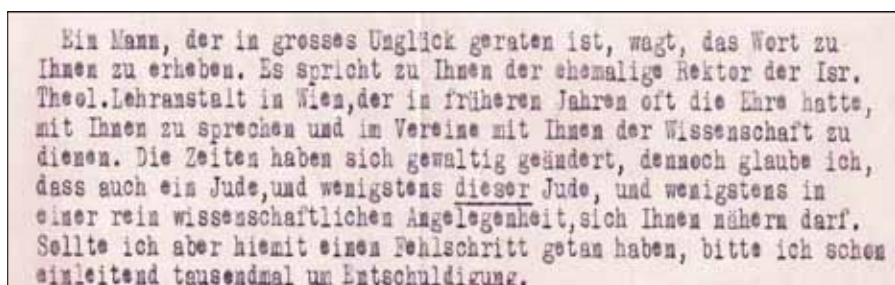 Ein Mann, der in grosses Unglück geraten ist, wagt, das Wort zu
Ihnen zu erheben. Es spricht zu Ihnen der ehemalige Rektor der Isr.
Theol.Lehranstalt in Wien,der in früheren Jahren oft die Ehre hatte,
mit Ihnen zu sprechen und im Vereine mit Ihnen der Wissenschaft zu
dienen. Die Zeiten haben sich gewaltig geändert, dennoch glaube ich,
dass auch ein Jude,und wenigstens dieser Jude, und wenigstens in
einer rein wissenschaftlichen Angelegenheit,sich Ihnen nähern darf.
Sollte ich aber hiemit einen Fehlschritt getan haben, bitte ich schon
einleitend tausendmal um Entschuldigung.